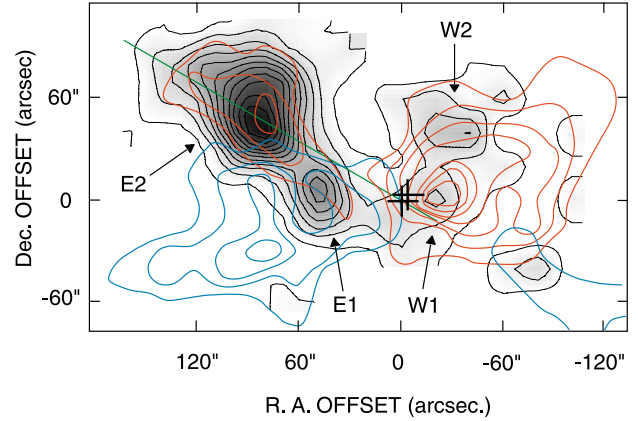 W2
60"
E2
0
Dec. OFFSET (arcsec)
-60"
E1
W1
120"
60"
0
-60"
-120"
R. A. OFFSET (arcsec.)